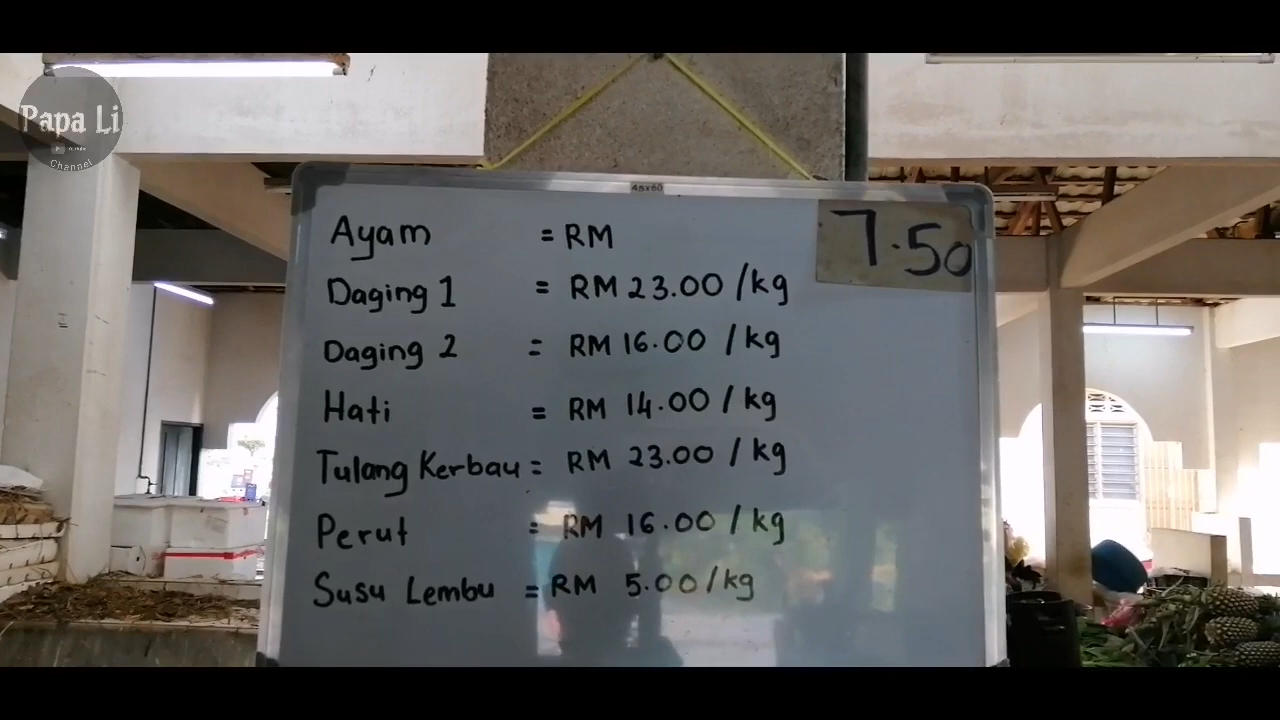 Papa Li
Channel
45x60
Ayam = RM 7.50
Daging 1 = RM 23.00 /kg
Daging 2 = RM 16.00 /kg
Hati = RM 14.00 / kg
Tulang Kerbau = RM 23.00 / kg
Perut = RM 16.00 / kg
Susu Lembu = RM 5.00/kg